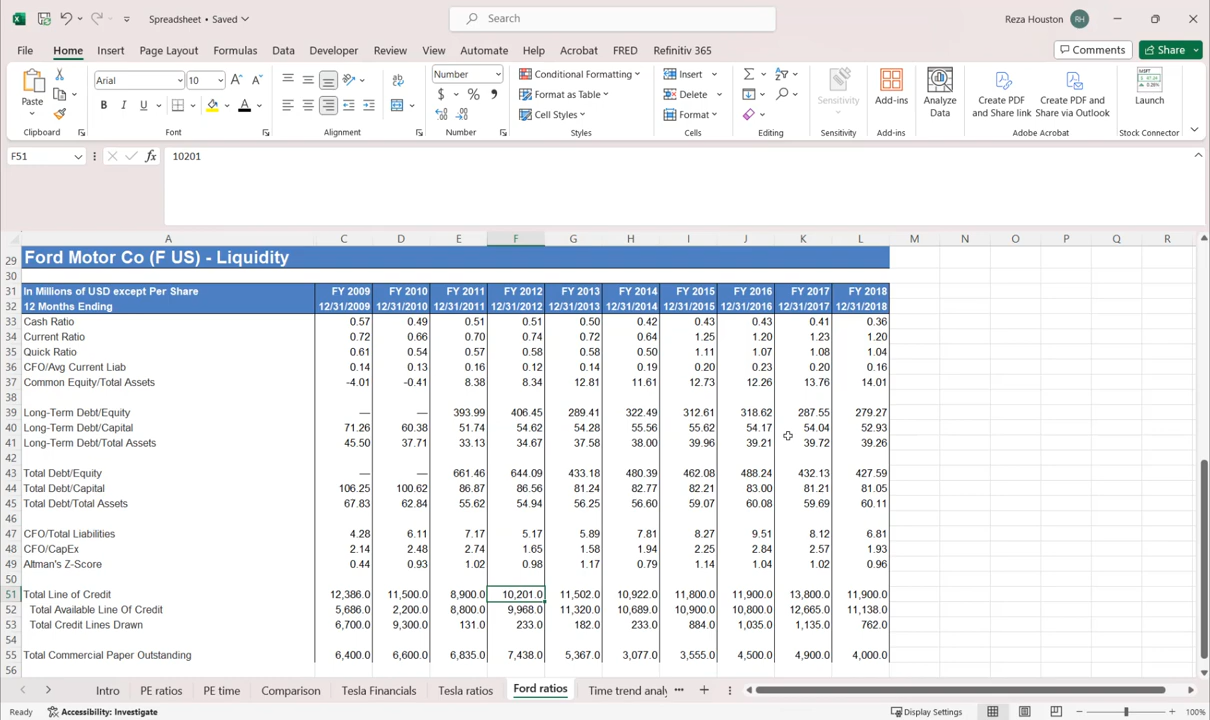 Spreadsheet • Saved
Search
Reza Houston
RH
File Home Insert Page Layout Formulas Data Developer Review View Automate Help Acrobat FRED Refinitiv 365
Comments
Share
Paste
Clipboard
Arial 10
B I U
A A
Font
Alignment
Number
$ % 9
Number
Conditional Formatting
Format as Table
Cell Styles
Styles
Insert
Delete
Format
Cells
Editing
Sensitivity
Sensitivity
Add-ins
Add-ins
Analyze
Data
Create PDF
and Share link
Create PDF and
Share via Outlook
Adobe Acrobat
Launch
Stock Connector
F51 fx 10201
A C D E F G H I J K L M N O P Q R
29 Ford Motor Co (F US) - Liquidity
30
31 In Millions of USD except Per Share FY 2009 FY 2010 FY 2011 FY 2012 FY 2013 FY 2014 FY 2015 FY 2016 FY 2017 FY 2018
32 12 Months Ending 12/31/2009 12/31/2010 12/31/2011 12/31/2012 12/31/2013 12/31/2014 12/31/2015 12/31/2016 12/31/2017 12/31/2018
33 Cash Ratio 0.57 0.49 0.51 0.51 0.50 0.42 0.43 0.43 0.41 0.36
34 Current Ratio 0.72 0.66 0.70 0.74 0.72 0.64 1.25 1.20 1.23 1.20
35 Quick Ratio 0.61 0.54 0.57 0.58 0.58 0.50 1.11 1.07 1.08 1.04
36 CFO/Avg Current Liab 0.14 0.13 0.16 0.12 0.14 0.19 0.20 0.23 0.20 0.16
37 Common Equity/Total Assets -4.01 -0.41 8.38 8.34 12.81 11.61 12.73 12.26 13.76 14.01
38
39 Long-Term Debt/Equity — — 393.99 406.45 289.41 322.49 312.61 318.62 287.55 279.27
40 Long-Term Debt/Capital 71.26 60.38 51.74 54.62 54.28 55.56 55.62 54.17 54.04 52.93
41 Long-Term Debt/Total Assets 45.50 37.71 33.13 34.67 37.58 38.00 39.96 39.21 39.72 39.26
42
43 Total Debt/Equity — — 661.46 644.09 433.18 480.39 462.08 488.24 432.13 427.59
44 Total Debt/Capital 106.25 100.62 86.87 86.56 81.24 82.77 82.21 83.00 81.21 81.05
45 Total Debt/Total Assets 67.83 62.84 55.62 54.94 56.25 56.60 59.07 60.08 59.69 60.11
46
47 CFO/Total Liabilities 4.28 6.11 7.17 5.17 5.89 7.81 8.27 9.51 8.12 6.81
48 CFO/CapEx 2.14 2.48 2.74 1.65 1.58 1.94 2.25 2.84 2.57 1.93
49 Altman's Z-Score 0.44 0.93 1.02 0.98 1.17 0.79 1.14 1.04 1.02 0.96
50
51 Total Line of Credit 12,386.0 11,500.0 8,900.0 10,201.0 11,502.0 10,922.0 11,800.0 11,900.0 13,800.0 11,900.0
52 Total Available Line Of Credit 5,686.0 2,200.0 8,800.0 9,968.0 11,320.0 10,689.0 10,900.0 10,800.0 12,665.0 11,138.0
53 Total Credit Lines Drawn 6,700.0 9,300.0 131.0 233.0 182.0 233.0 884.0 1,035.0 1,135.0 762.0
54
55 Total Commercial Paper Outstanding 6,400.0 6,600.0 6,835.0 7,438.0 5,367.0 3,077.0 3,555.0 4,500.0 4,900.0 4,000.0
56
Intro PE ratios PE time Comparison Tesla Financials Tesla ratios Ford ratios Time trend analy ...
Ready Accessibility: Investigate Display Settings 100%